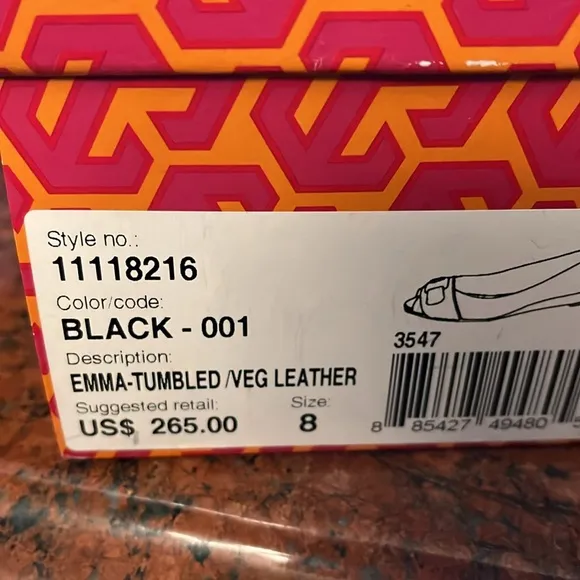 Style no.:
11118216
Color/code:
BLACK - 001
Description:
EMMA-TUMBLED /VEG LEATHER
Suggested retail:
US$ 265.00
Size:
8
3547
8 85427 49480